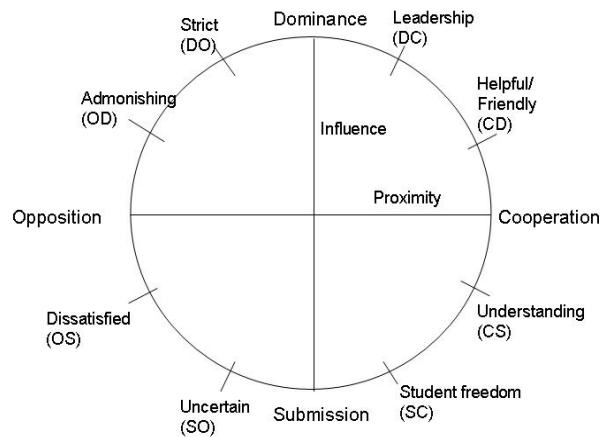 Dominance
Leadership
(DC)
Strict
(DO)
Helpful/
Friendly
(CD)
Admonishing
(OD)
Influence
Proximity
Opposition
Cooperation
Dissatisfied
(OS)
Understanding
(CS)
Uncertain
(SO)
Submission
Student freedom
(SC)